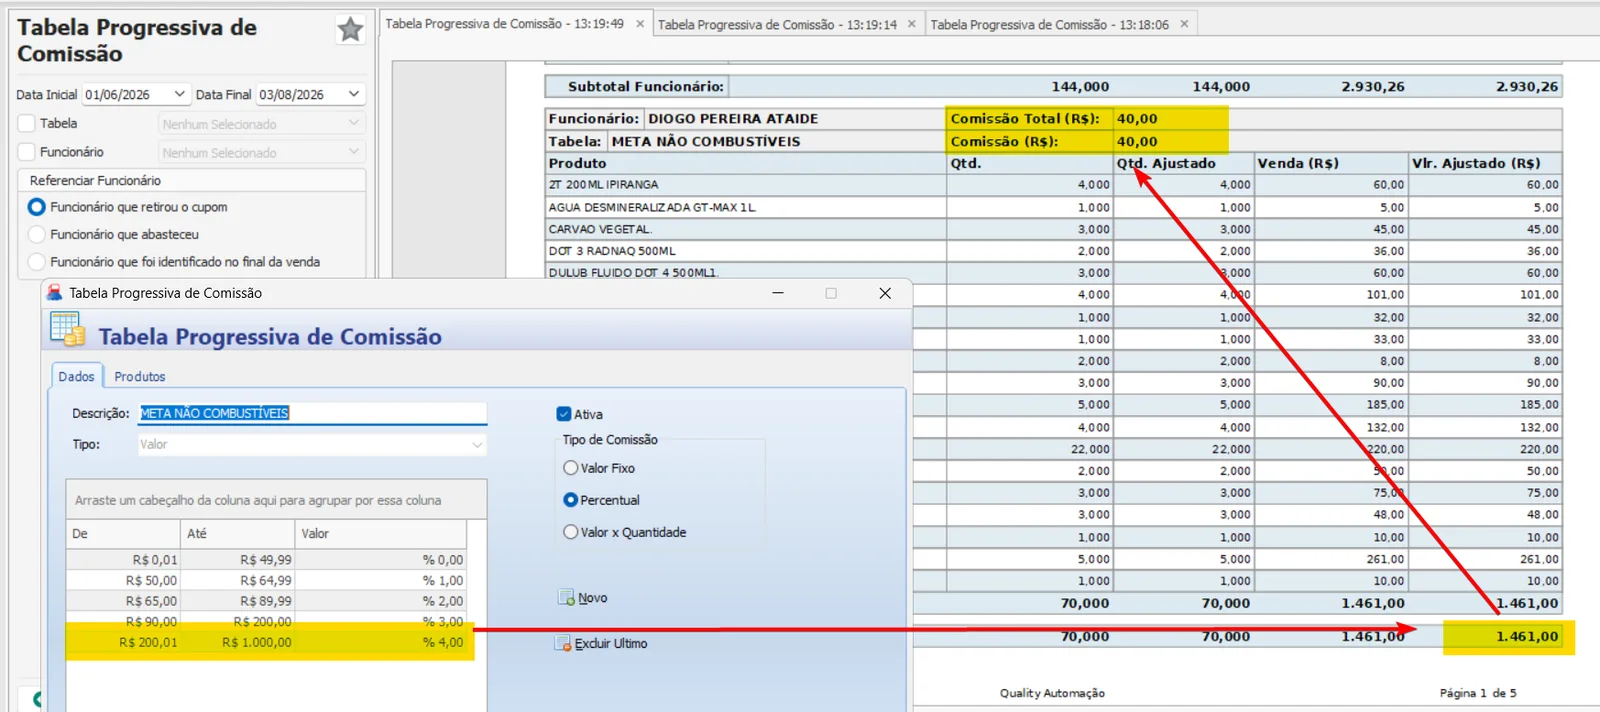 Tabela Progressiva de Comissão
Data Inicial 01/06/2026 Data Final 03/08/2026
Tabela Nenhum Selecionado
Funcionário Nenhum Selecionado
Referenciar Funcionário
Funcionário que retirou o cupom
Funcionário que abasteceu
Funcionário que foi identificado no final da venda
Tabela Progressiva de Comissão - 13:19:49
Tabela Progressiva de Comissão - 13:19:14
Tabela Progressiva de Comissão - 13:18:06
Subtotal Funcionário: 144,000 144,000 2.930,26 2.930,26
Funcionário: DIOGO PEREIRA ATAIDE Comissão Total (R$): 40,00
Tabela: META NÃO COMBUSTÍVEIS Comissão (R$): 40,00
Produto Qtd. Qtd. Ajustado Venda (R$) Vlr. Ajustado (R$)
2T 200ML IPIRANGA 4,000 4,000 60,00 60,00
AGUA DESMINERALIZADA GT-MAX 1L. 1,000 1,000 5,00 5,00
CARVAO VEGETAL. 3,000 3,000 45,00 45,00
DOT 3 RADNAQ 500ML 2,000 2,000 36,00 36,00
DULUB FLUIDO DOT 4 500ML1. 3,000 3,000 60,00 60,00
4,000 4,000 101,00 101,00
1,000 1,000 32,00 32,00
1,000 1,000 33,00 33,00
2,000 2,000 8,00 8,00
3,000 3,000 90,00 90,00
5,000 5,000 185,00 185,00
4,000 4,000 132,00 132,00
22,000 22,000 220,00 220,00
2,000 2,000 50,00 50,00
3,000 3,000 75,00 75,00
3,000 3,000 48,00 48,00
1,000 1,000 10,00 10,00
5,000 5,000 261,00 261,00
1,000 1,000 10,00 10,00
70,000 70,000 1.461,00 1.461,00
70,000 70,000 1.461,00 1.461,00
Quality Automação Página 1 de 5
Tabela Progressiva de Comissão
Tabela Progressiva de Comissão
Dados Produtos
Descrição: META NÃO COMBUSTÍVEIS
Tipo: Valor
Arraste um cabeçalho da coluna aqui para agrupar por essa coluna
De Até Valor
R$ 0,01 R$ 49,99 % 0,00
R$ 50,00 R$ 64,99 % 1,00
R$ 65,00 R$ 89,99 % 2,00
R$ 90,00 R$ 200,00 % 3,00
R$ 200,01 R$ 1.000,00 % 4,00
Ativa
Tipo de Comissão
Valor Fixo
Percentual
Valor x Quantidade
Novo
Excluir Ultimo